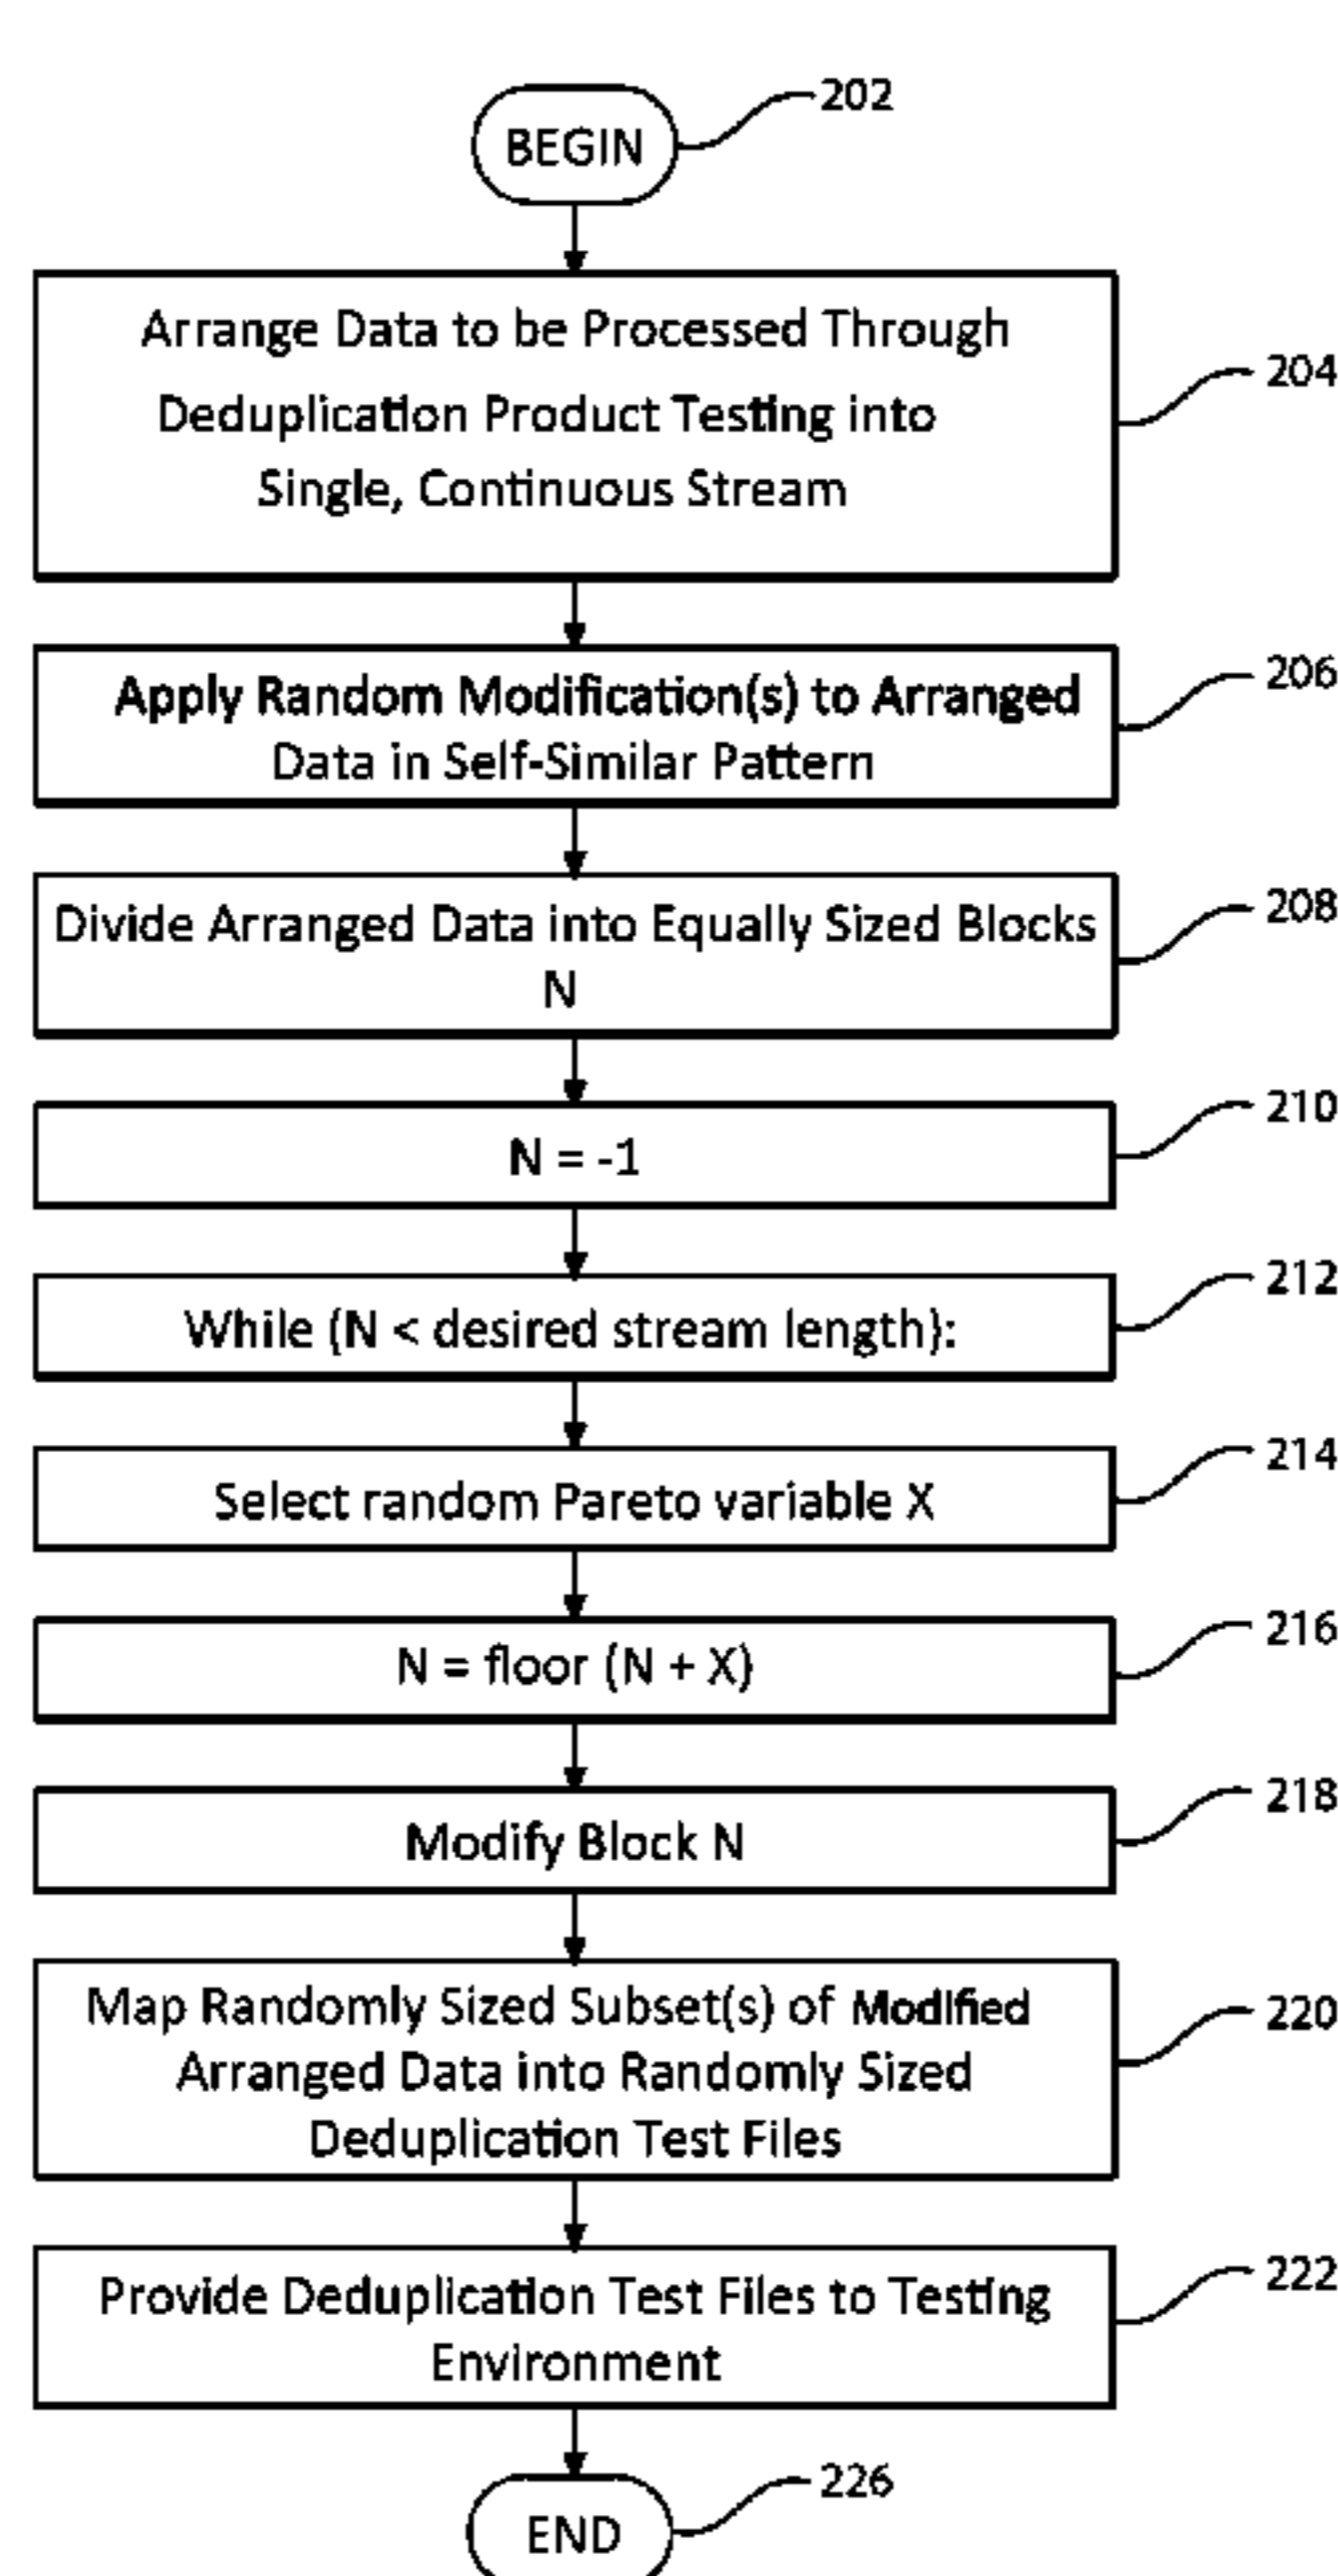 BEGIN
202
Arrange Data to be Processed Through
Deduplication Product Testing into
Single, Continuous Stream
204
Apply Random Modification(s) to Arranged
Data in Self-Similar Pattern
206
Divide Arranged Data into Equally Sized Blocks
N
208
N = -1
210
While (N < desired stream length):
212
Select random Pareto variable X
214
N = floor (N + X)
216
Modify Block N
218
Map Randomly Sized Subset(s) of Modified
Arranged Data into Randomly Sized
Deduplication Test Files
220
Provide Deduplication Test Files to Testing
Environment
222
END
226